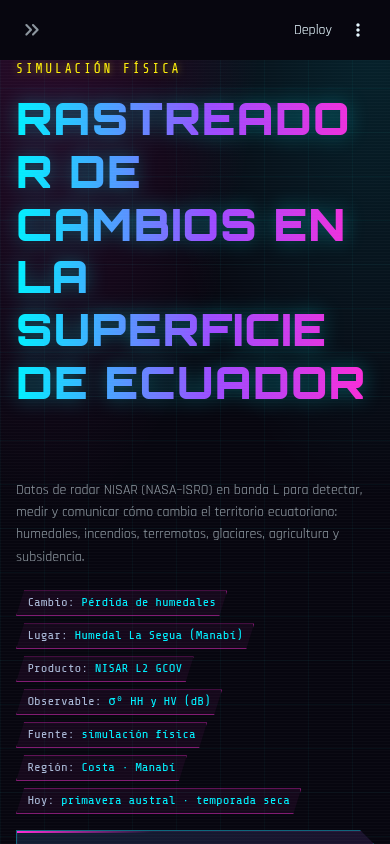 Deploy
SIMULACIÓN FÍSICA
RASTREADO
R DE
CAMBIOS EN
LA
SUPERFICIE
DE ECUADOR
Datos de radar NISAR (NASA-ISRO) en banda L para detectar,
medir y comunicar cómo cambia el territorio ecuatoriano:
humedales, incendios, terremotos, glaciares, agricultura y
subsidencia.
Cambio: Pérdida de humedales
Lugar: Humedal La Segua (Manabí)
Producto: NISAR L2 GCOV
Observable: σ⁰ HH y HV (dB)
Fuente: simulación física
Región: Costa · Manabí
Hoy: primavera austral · temporada seca